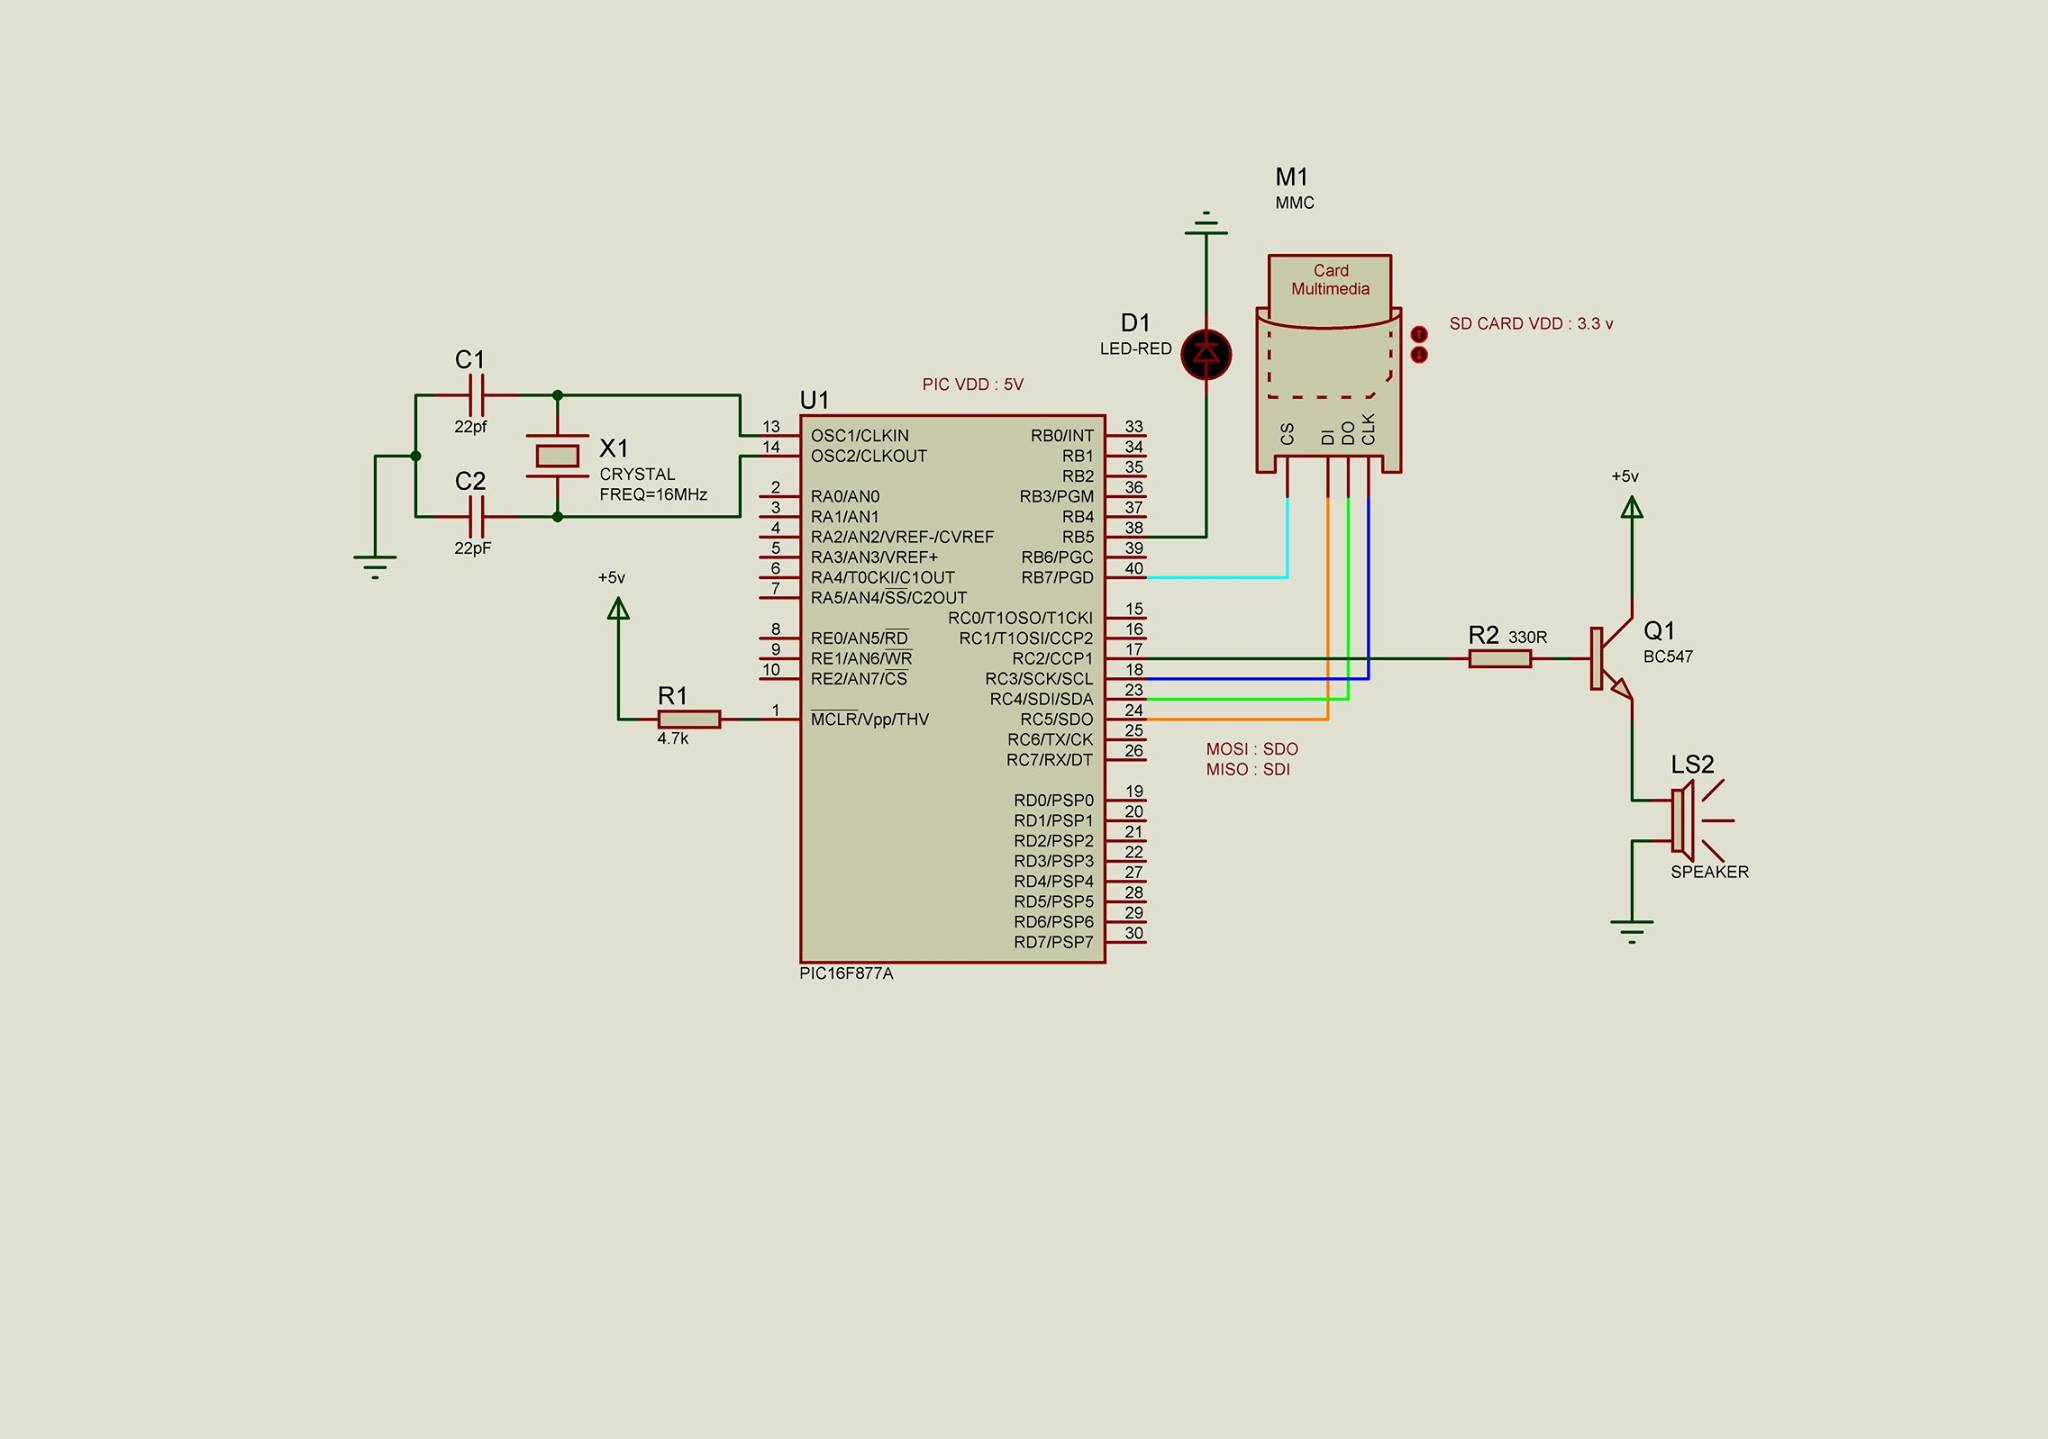 M1
MMC
Card
Multimedia
SD CARD VDD : 3.3 v
CS
DI
DO
CLK
D1
LED-RED
C1
22pf
X1
CRYSTAL
FREQ=16MHz
C2
22pF
+5v
R1
4.7k
PIC VDD : 5V
U1
13 OSC1/CLKIN
14 OSC2/CLKOUT
2 RA0/AN0
3 RA1/AN1
4 RA2/AN2/VREF-/CVREF
5 RA3/AN3/VREF+
6 RA4/T0CKI/C1OUT
7 RA5/AN4/SS/C2OUT
8 RE0/AN5/RD
9 RE1/AN6/WR
10 RE2/AN7/CS
1 MCLR/Vpp/THV
RB0/INT 33
RB1 34
RB2 35
RB3/PGM 36
RB4 37
RB5 38
RB6/PGC 39
RB7/PGD 40
RC0/T1OSO/T1CKI 15
RC1/T1OSI/CCP2 16
RC2/CCP1 17
RC3/SCK/SCL 18
RC4/SDI/SDA 23
RC5/SDO 24
RC6/TX/CK 25
RC7/RX/DT 26
RD0/PSP0 19
RD1/PSP1 20
RD2/PSP2 21
RD3/PSP3 22
RD4/PSP4 27
RD5/PSP5 28
RD6/PSP6 29
RD7/PSP7 30
PIC16F877A
MOSI : SDO
MISO : SDI
+5v
R2 330R
Q1
BC547
LS2
SPEAKER